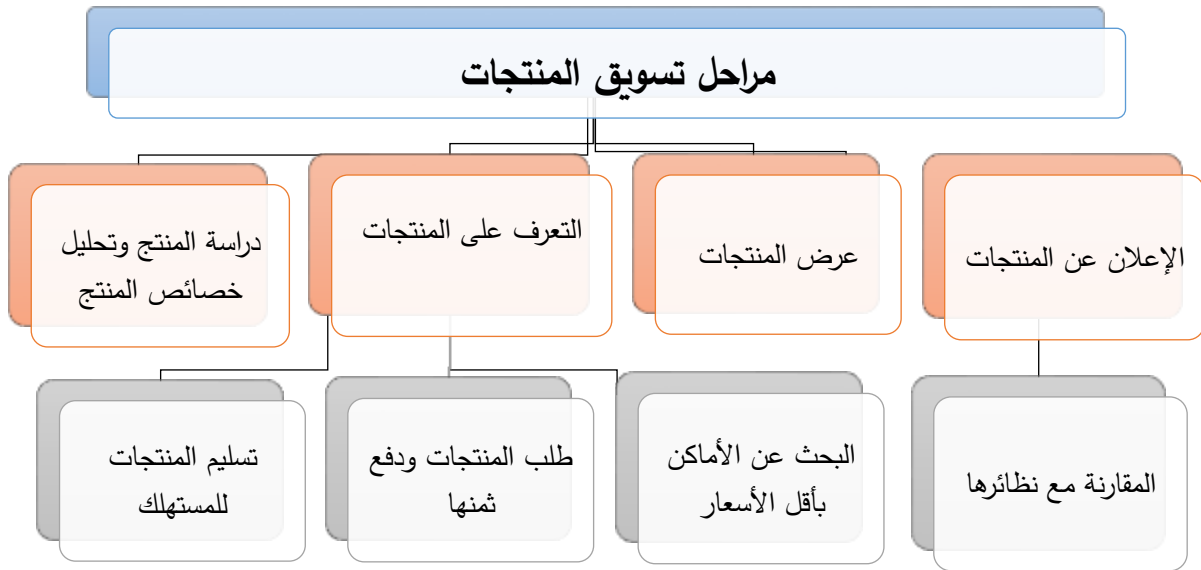 مراحل تسويق المنتجات
الإعلان عن المنتجات
عرض المنتجات
التعرف على المنتجات
دراسة المنتج وتحليل
خصائص المنتج
المقارنة مع نظائرها
البحث عن الأماكن
بأقل الأسعار
طلب المنتجات ودفع
ثمنها
تسليم المنتجات
للمستهلك